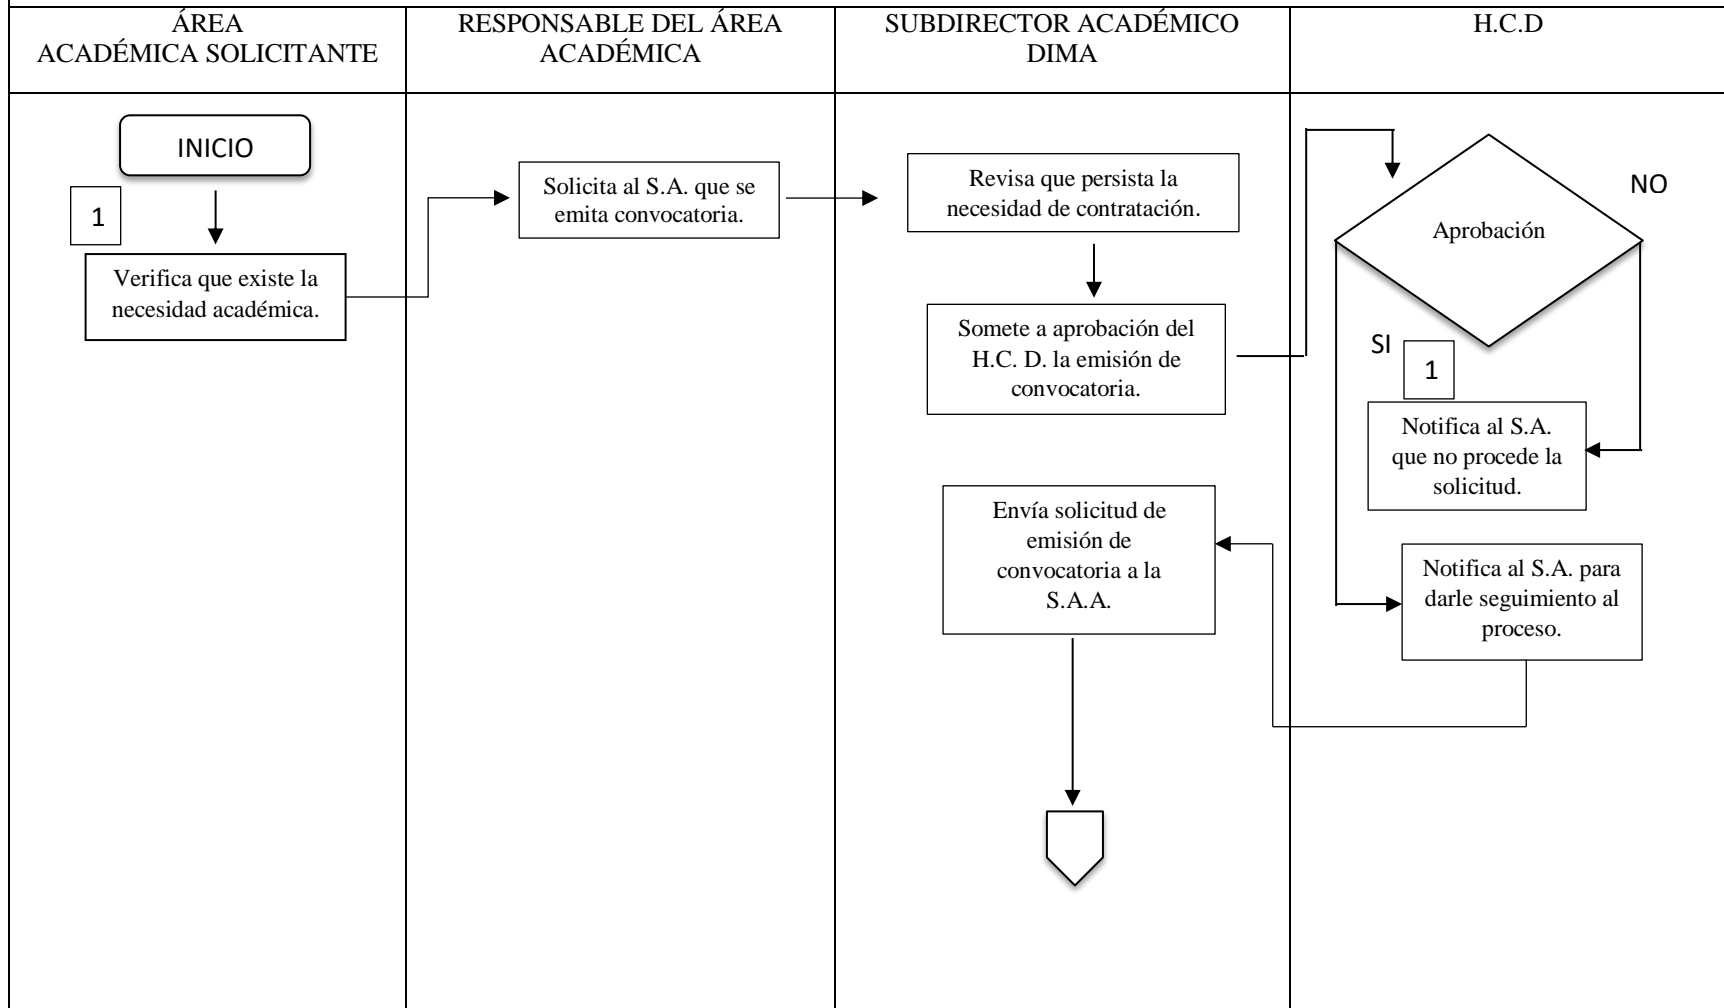 ÁREA
ACADÉMICA SOLICITANTE
RESPONSABLE DEL ÁREA
ACADÉMICA
SUBDIRECTOR ACADÉMICO
DIMA
H.C.D
INICIO
1
Verifica que existe la
necesidad académica.
Solicita al S.A. que se
emita convocatoria.
Revisa que persista la
necesidad de contratación.
Somete a aprobación del
H.C. D. la emisión de
convocatoria.
Envía solicitud de
emisión de
convocatoria a la
S.A.A.
Aprobación
NO
SI
1
Notifica al S.A.
que no procede la
solicitud.
Notifica al S.A. para
darle seguimiento al
proceso.